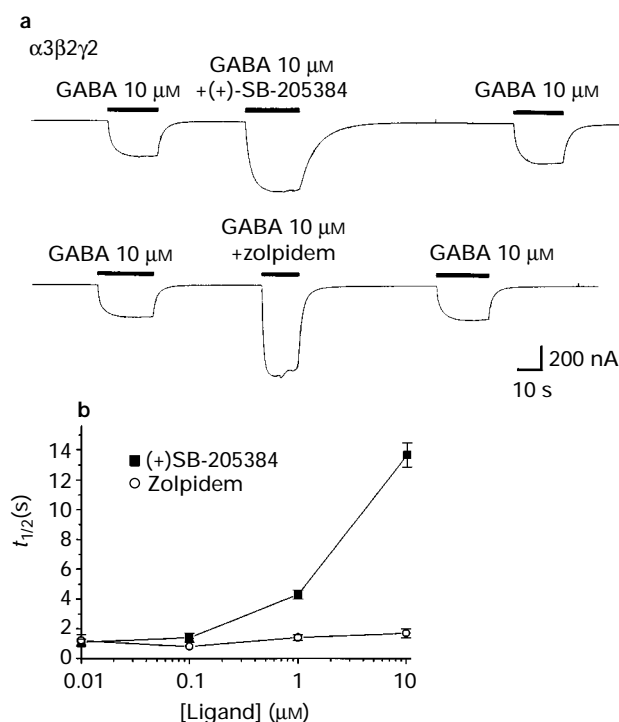 a
α3β2γ2
GABA 10 μM
GABA 10 μM
+(+)-SB-205384
GABA 10 μM
GABA 10 μM
GABA 10 μM
+zolpidem
GABA 10 μM
200 nA
10 s
b
(+)SB-205384
Zolpidem
t1/2(s)
14
12
10
8
6
4
2
0
0.01
0.1
1
10
[Ligand] (μM)